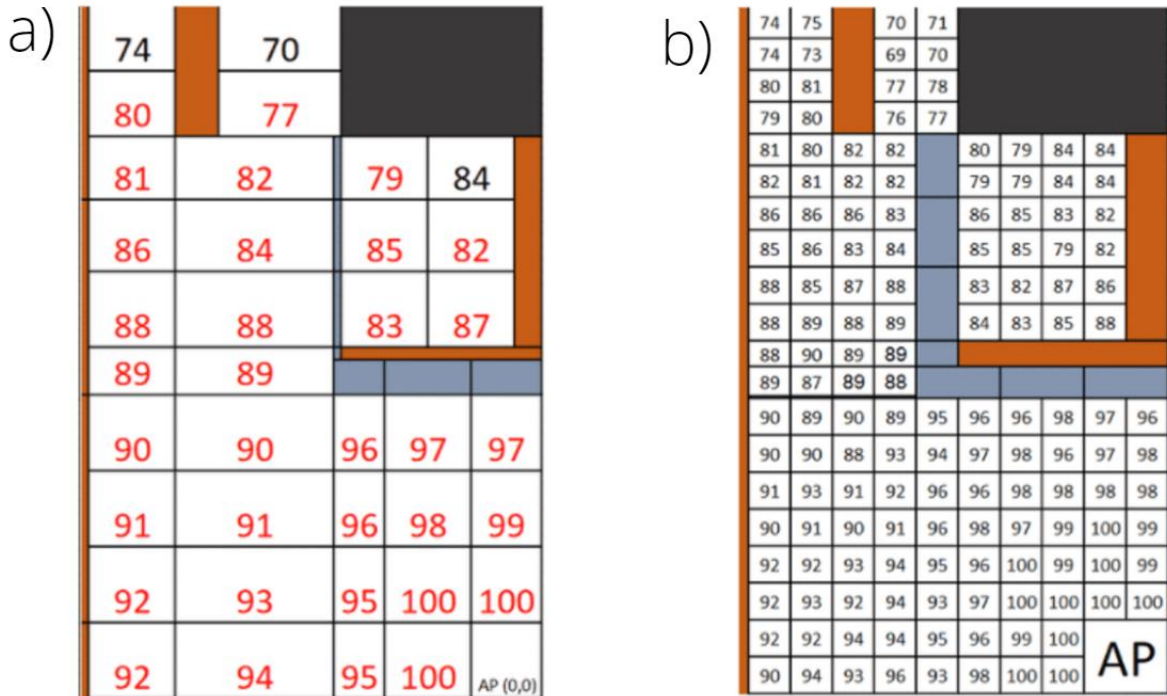 a)
74 70
80 77
81 82 79 84
86 84 85 82
88 88 83 87
89 89
90 90 96 97 97
91 91 96 98 99
92 93 95 100 100
92 94 95 100 AP (0,0)
b)
74 75 70 71
74 73 69 70
80 81 77 78
79 80 76 77
81 80 82 82 80 79 84 84
82 81 82 82 79 79 84 84
86 86 86 83 86 85 83 82
85 86 83 84 85 85 79 82
88 85 87 88 83 82 87 86
88 89 88 89 84 83 85 88
88 90 89 89
89 87 89 88
90 89 90 89 95 96 96 98 97 96
90 90 88 93 94 97 98 96 97 98
91 93 91 92 96 96 98 98 98 98
90 91 90 91 96 98 97 99 100 99
92 92 93 94 95 96 100 99 100 99
92 93 92 94 93 97 100 100 100 100
92 92 94 94 95 96 99 100 AP
90 94 93 96 93 98 100 100